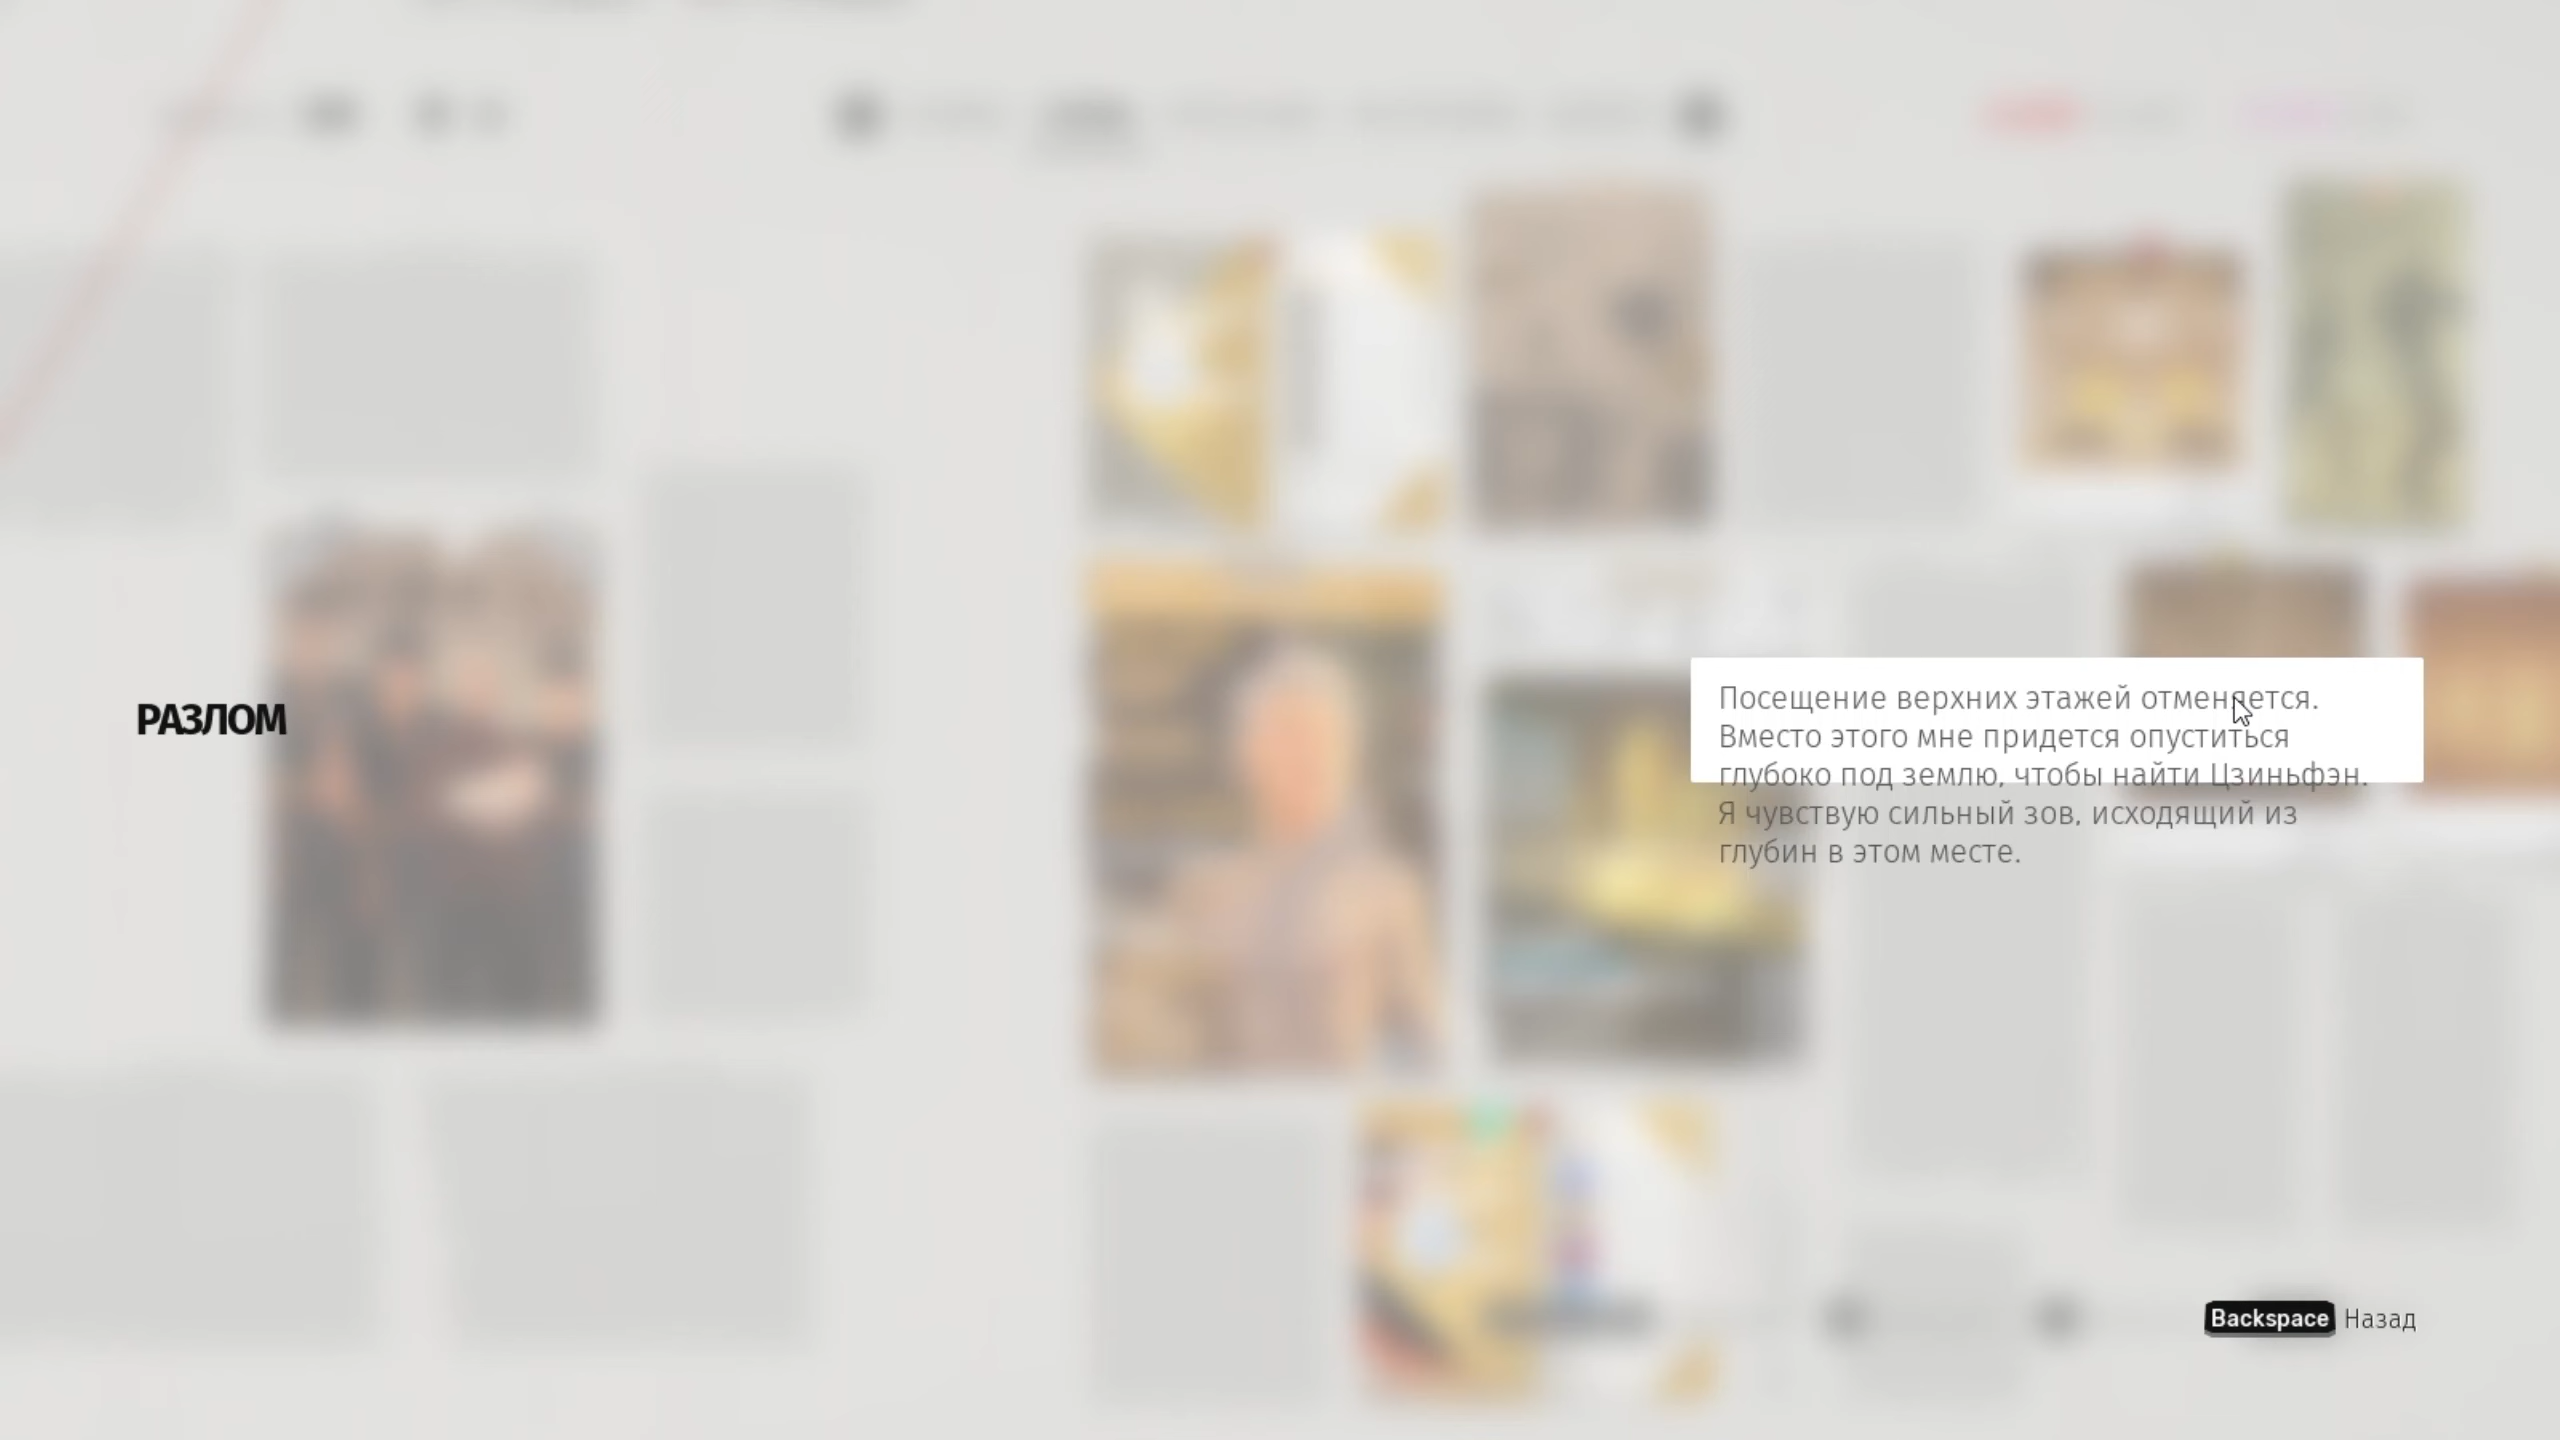 РАЗЛОМ
Посещение верхних этажей отменяется.
Вместо этого мне придется опуститься
глубоко под землю, чтобы найти Цзиньфэн.
Я чувствую сильный зов, исходящий из
глубин в этом месте.
Backspace Назад